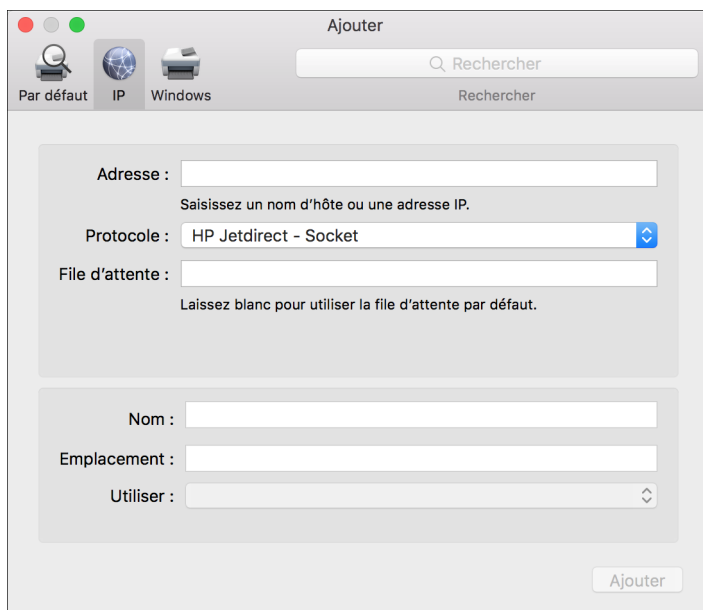 Ajouter
Rechercher
Par défaut IP Windows Rechercher
Adresse :
Saisissez un nom d'hôte ou une adresse IP.
Protocole : HP Jetdirect - Socket
File d'attente :
Laissez blanc pour utiliser la file d'attente par défaut.
Nom :
Emplacement :
Utiliser :
Ajouter